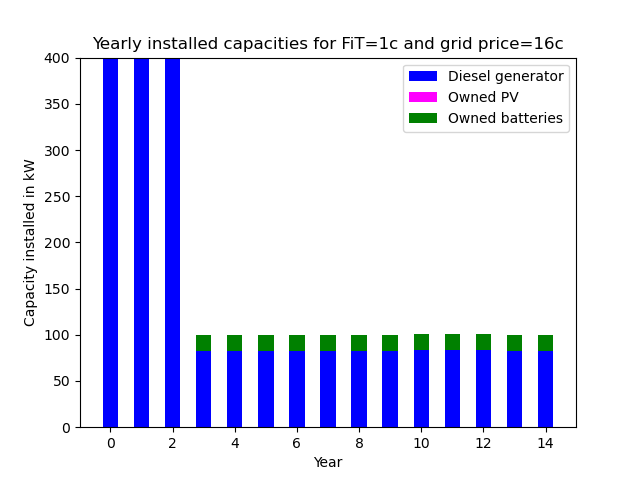 Yearly installed capacities for FiT=1c and grid price=16c
Diesel generator
Owned PV
Owned batteries
Capacity installed in kW
400
350
300
250
200
150
100
50
0
0 2 4 6 8 10 12 14
Year